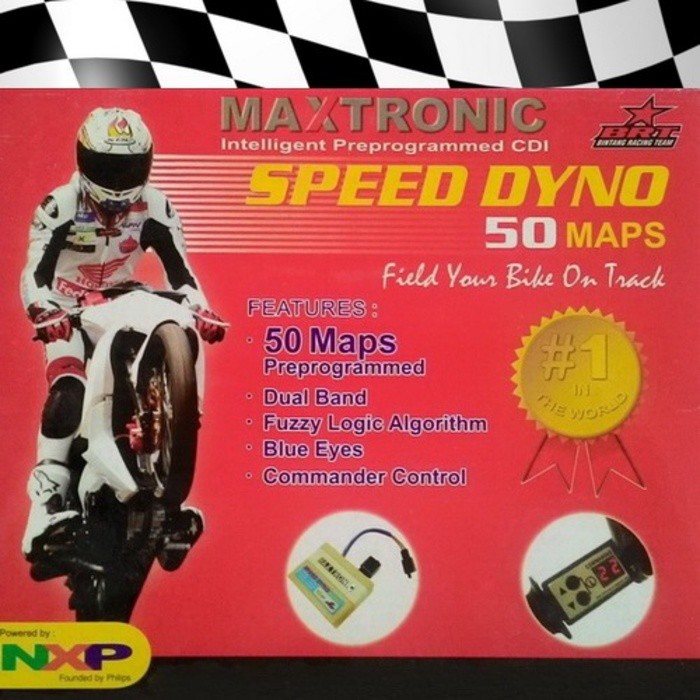 MAXTRONIC
Intelligent Preprogrammed CDI
BRT
BINTANG RACING TEAM
SPEED DYNO
50 MAPS
Field Your Bike On Track
FEATURES :
· 50 Maps
Preprogrammed
· Dual Band
· Fuzzy Logic Algorithm
· Blue Eyes
· Commander Control
#1
IN
THE WORLD
22
Powered by :
NXP
Founded by Philips